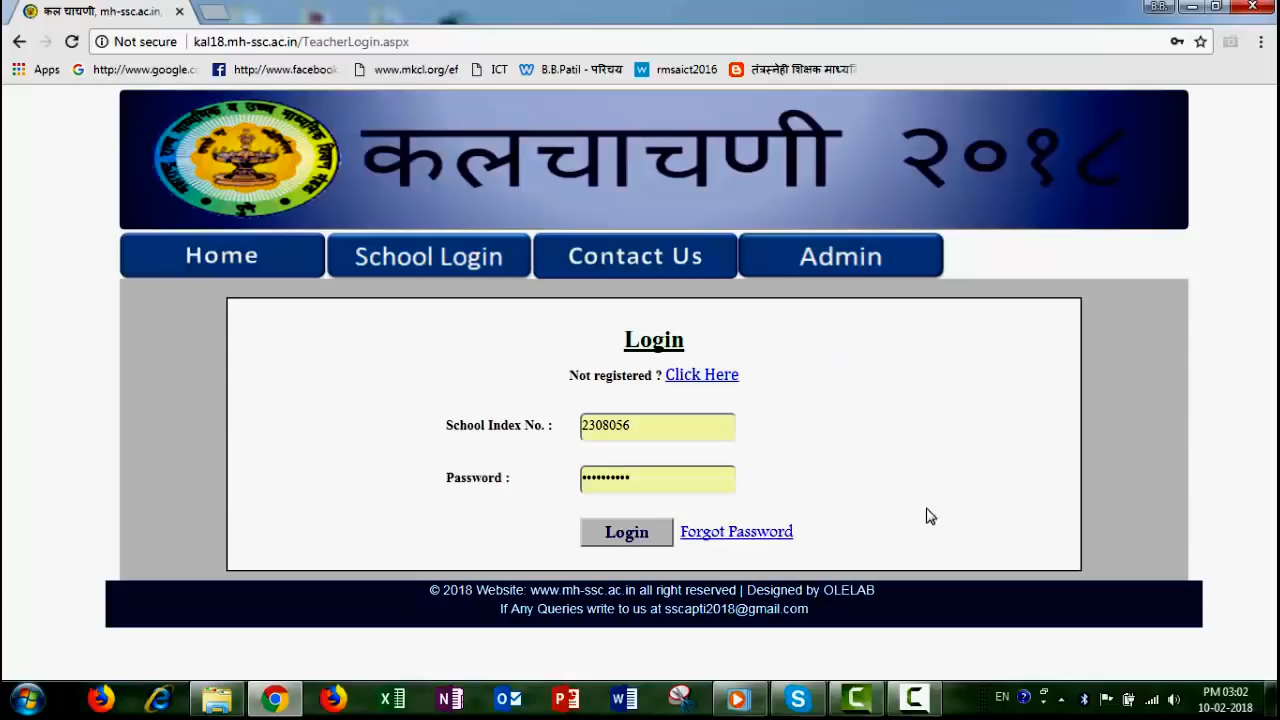 कल चाचणी, mh-ssc.ac.in,
B.B.
Not secure | kal18.mh-ssc.ac.in/TeacherLogin.aspx
Apps http://www.google.c http://www.facebook www.mkcl.org/ef ICT B.B.Patil - परिचय rmsaict2016 तंत्रस्नेही शिक्षक माध्यमि
कलचाचणी २०१८
Home School Login Contact Us Admin
Login
Not registered ? Click Here
School Index No. : 2308056
Password : ••••••••••
Login Forgot Password
© 2018 Website: www.mh-ssc.ac.in all right reserved | Designed by OLELAB
If Any Queries write to us at sscapti2018@gmail.com
EN PM 03:02
10-02-2018